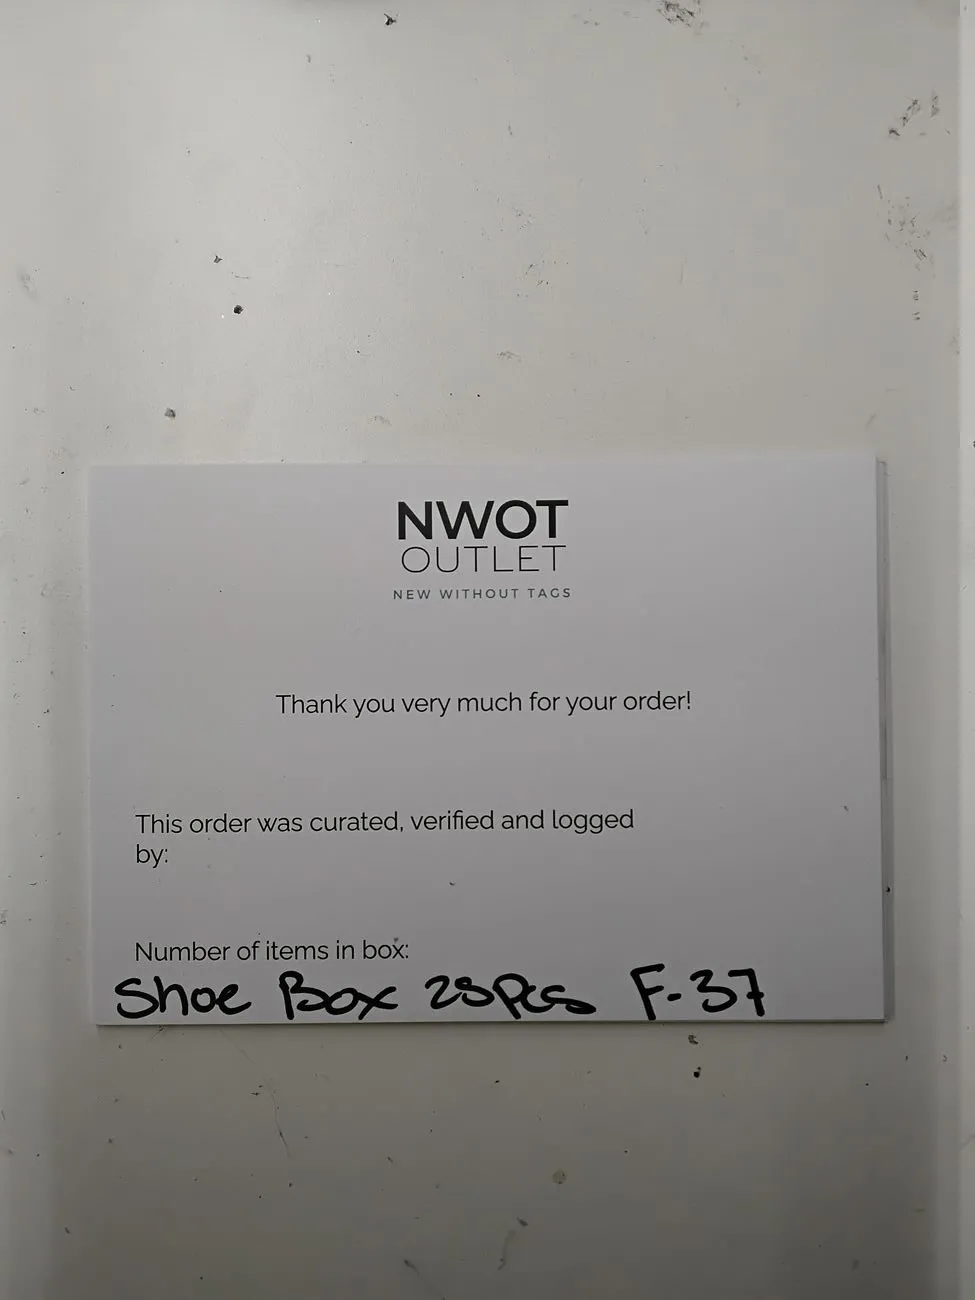 NWOT
OUTLET
NEW WITHOUT TAGS
Thank you very much for your order!
This order was curated, verified and logged
by:
Number of items in box:
Shoe Box 25Pcs F-37